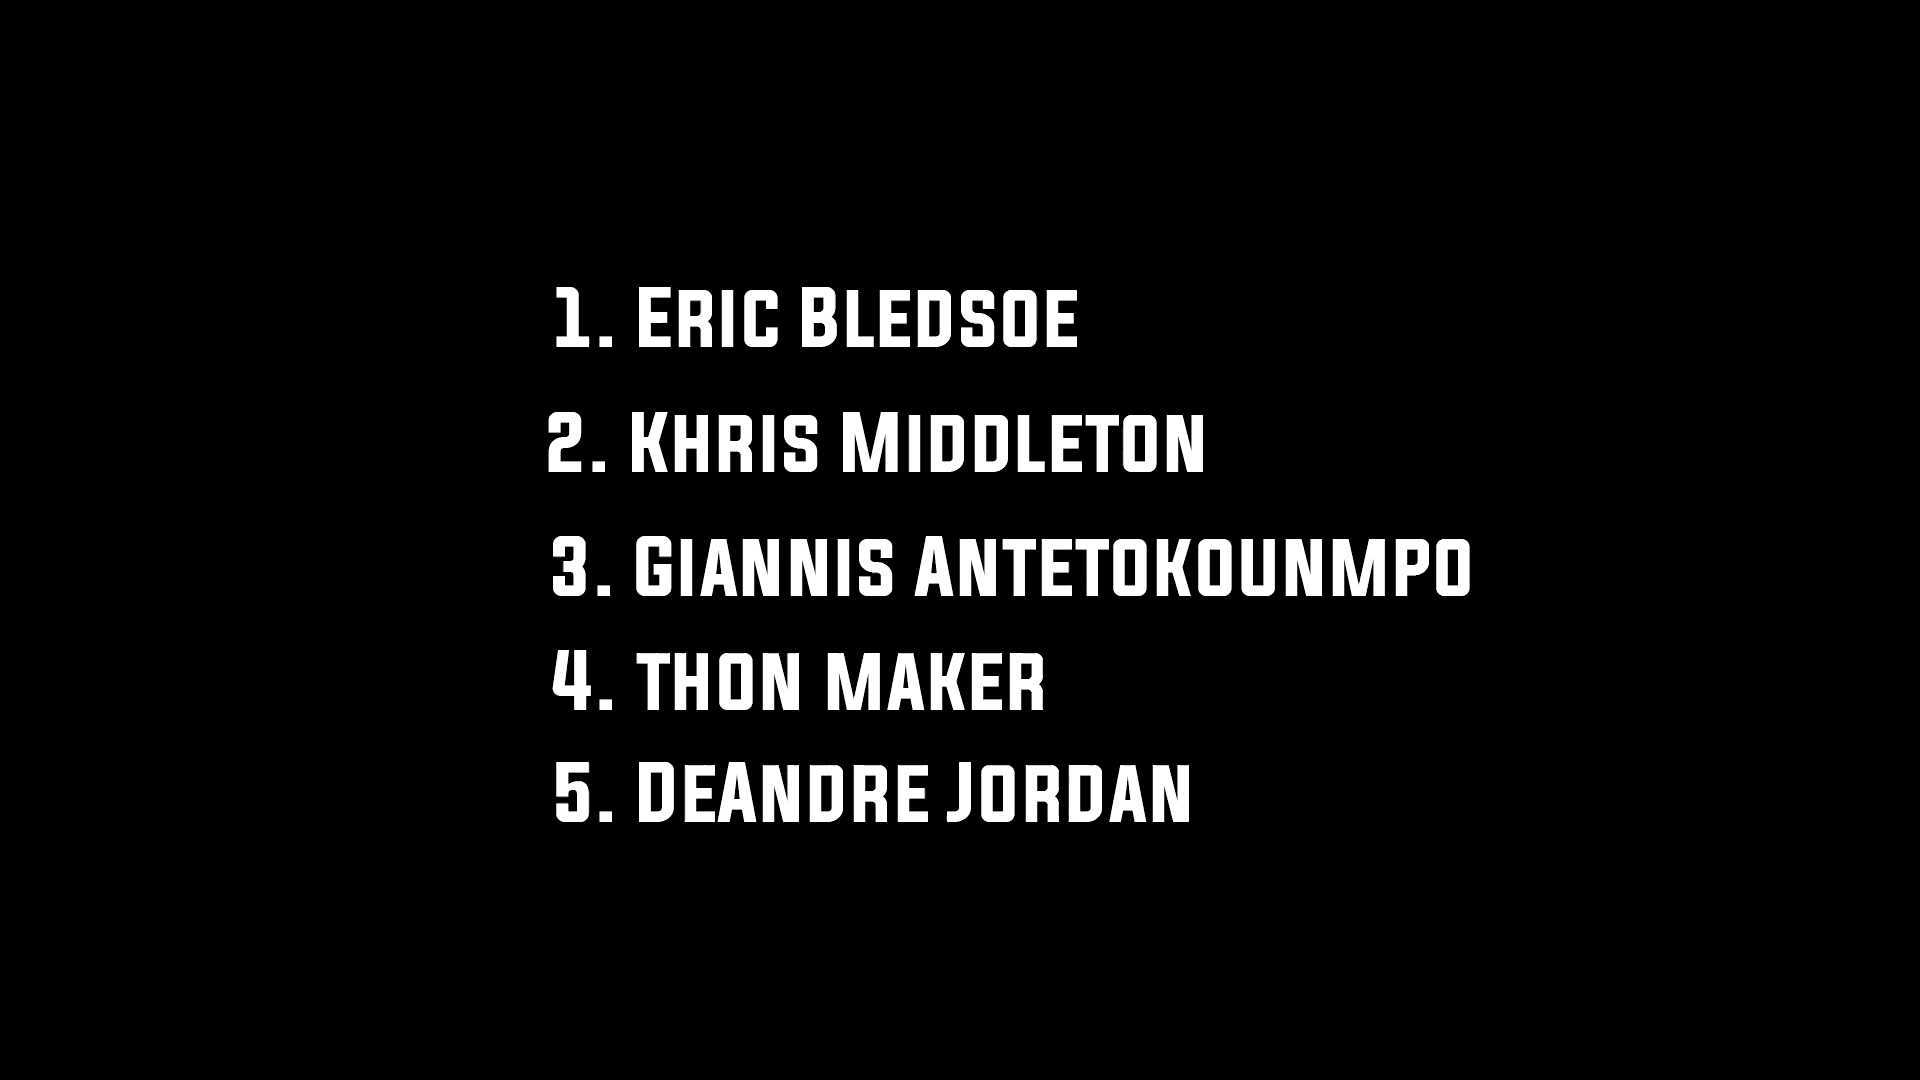 1. Eric Bledsoe
2. Khris Middleton
3. Giannis Antetokounmpo
4. thon maker
5. DeAndre Jordan